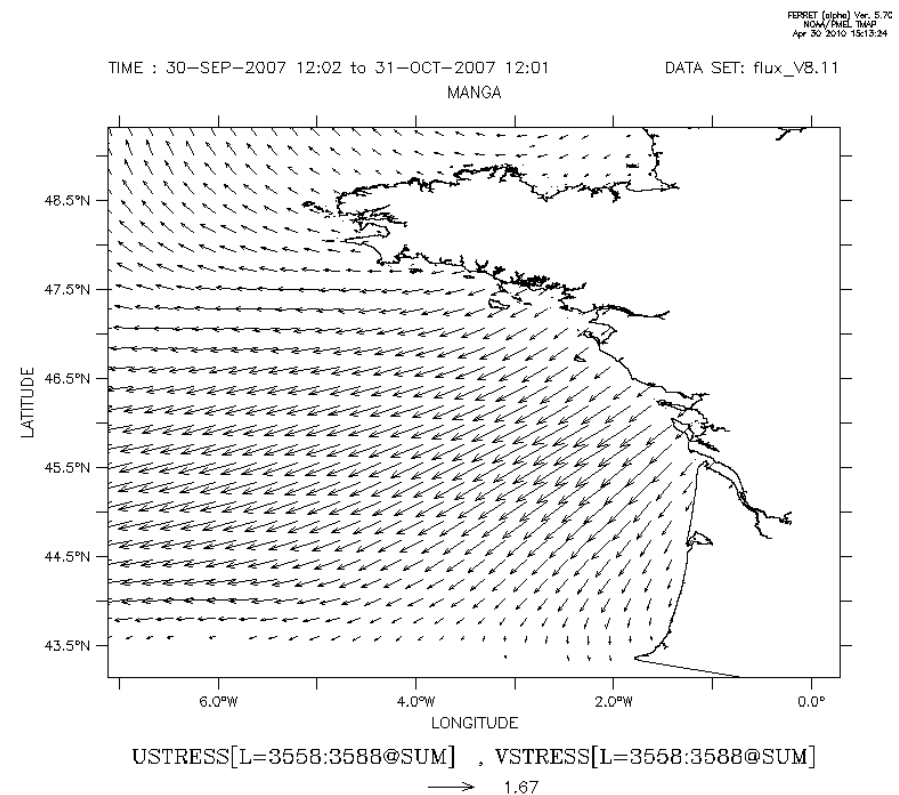 FERRET (alpha) Ver. 5.70
NOAA/PMEL TMAP
Apr 30 2010 15:13:24
TIME : 30-SEP-2007 12:02 to 31-OCT-2007 12:01
DATA SET: flux_V8.11
MANGA
48.5°N
47.5°N
46.5°N
45.5°N
44.5°N
43.5°N
LATITUDE
6.0°W
4.0°W
2.0°W
0.0°
LONGITUDE
USTRESS[L=3558:3588@SUM] , VSTRESS[L=3558:3588@SUM]
1.67